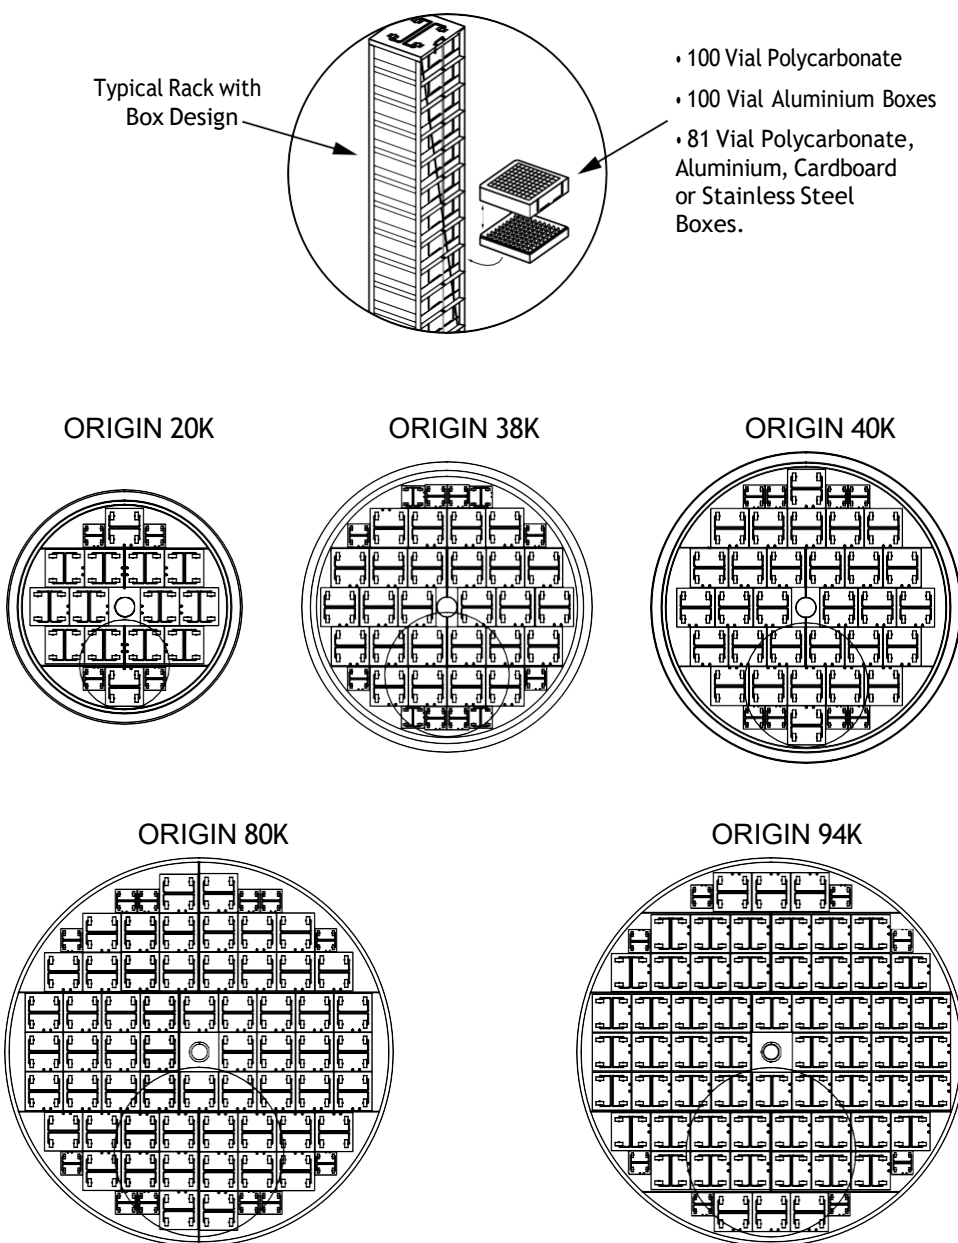 Typical Rack with
Box Design
• 100 Vial Polycarbonate
• 100 Vial Aluminium Boxes
• 81 Vial Polycarbonate,
Aluminium, Cardboard
or Stainless Steel
Boxes.
ORIGIN 20K
ORIGIN 38K
ORIGIN 40K
ORIGIN 80K
ORIGIN 94K